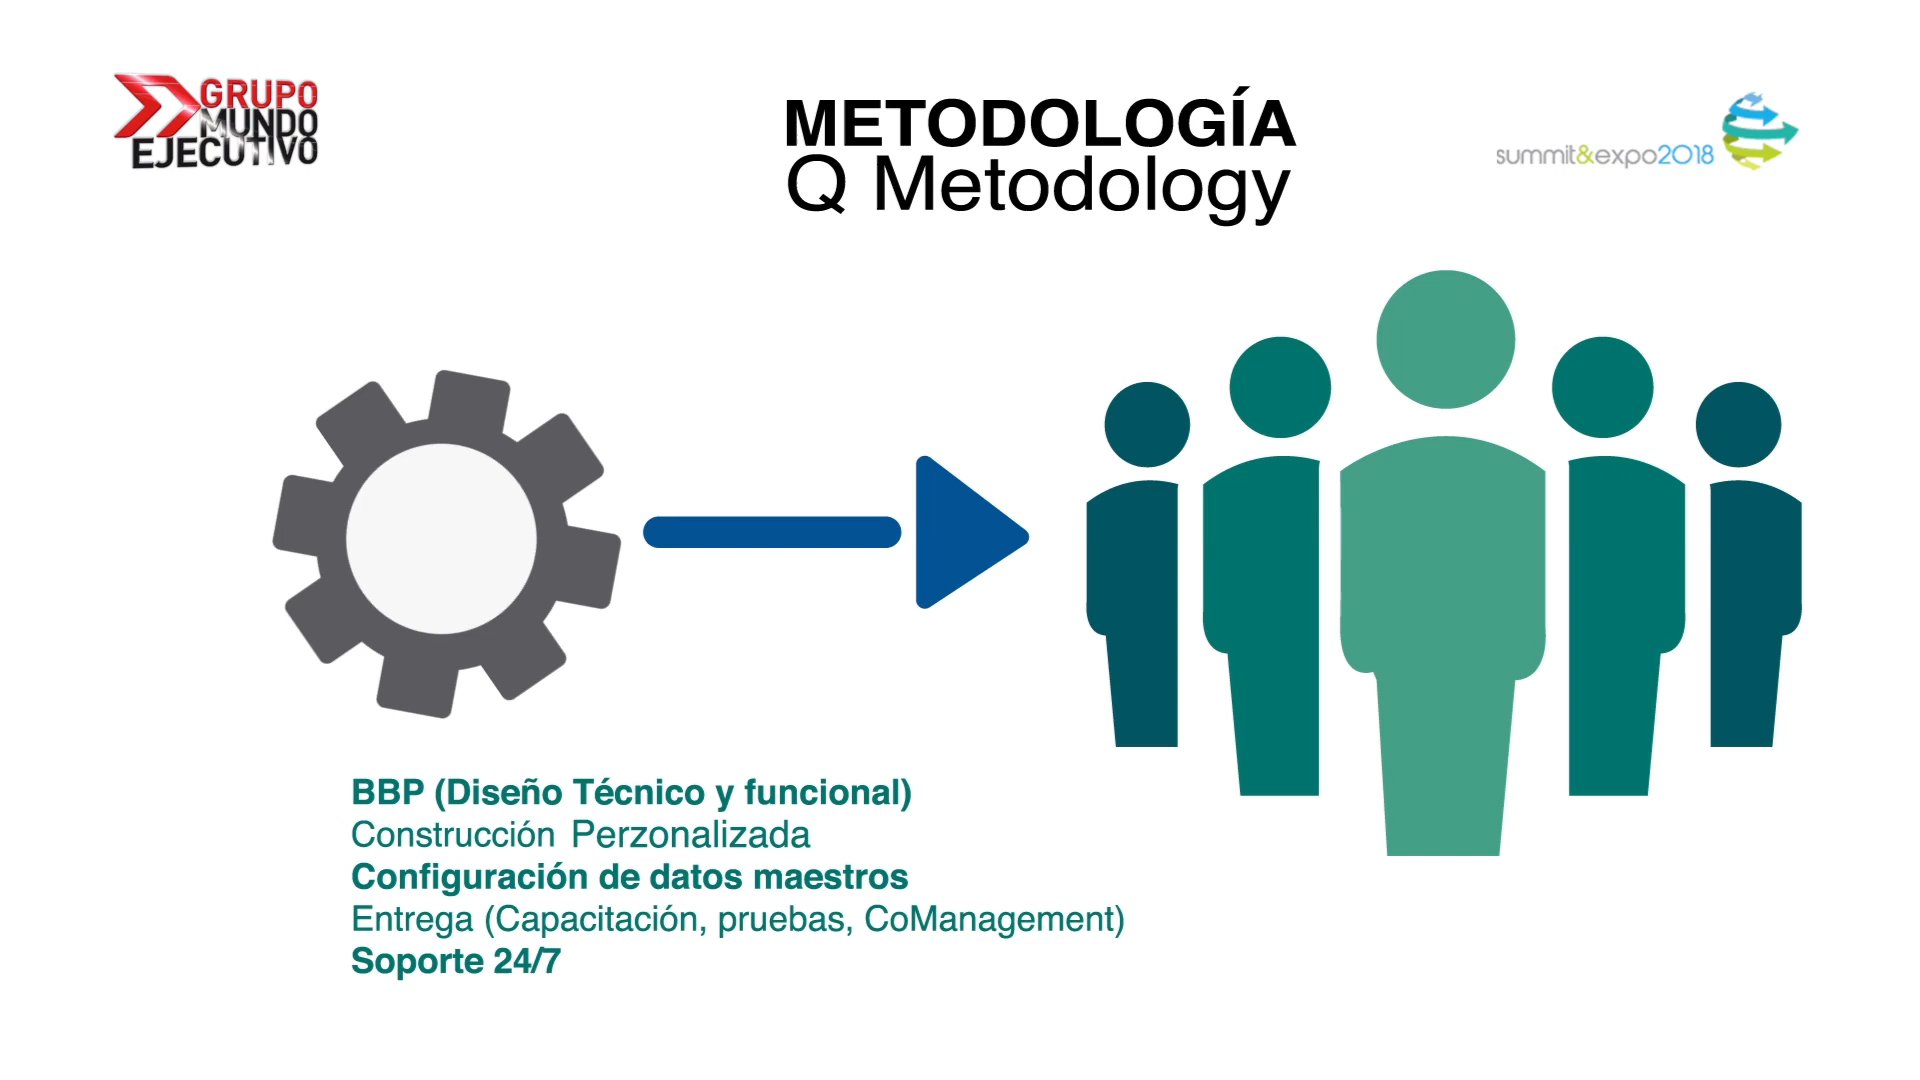 GRUPO
MUNDO
EJECUTIVO
METODOLOGÍA
Q Metodology
summit&expo2018
BBP (Diseño Técnico y funcional)
Construcción Perzonalizada
Configuración de datos maestros
Entrega (Capacitación, pruebas, CoManagement)
Soporte 24/7